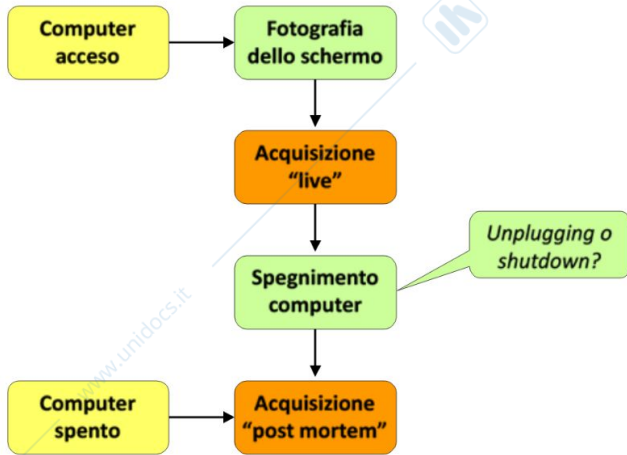 Computer
acceso
Fotografia
dello schermo
Acquisizione
“live”
Spegnimento
computer
Unplugging o
shutdown?
Computer
spento
Acquisizione
“post mortem”
www.unidocs.it